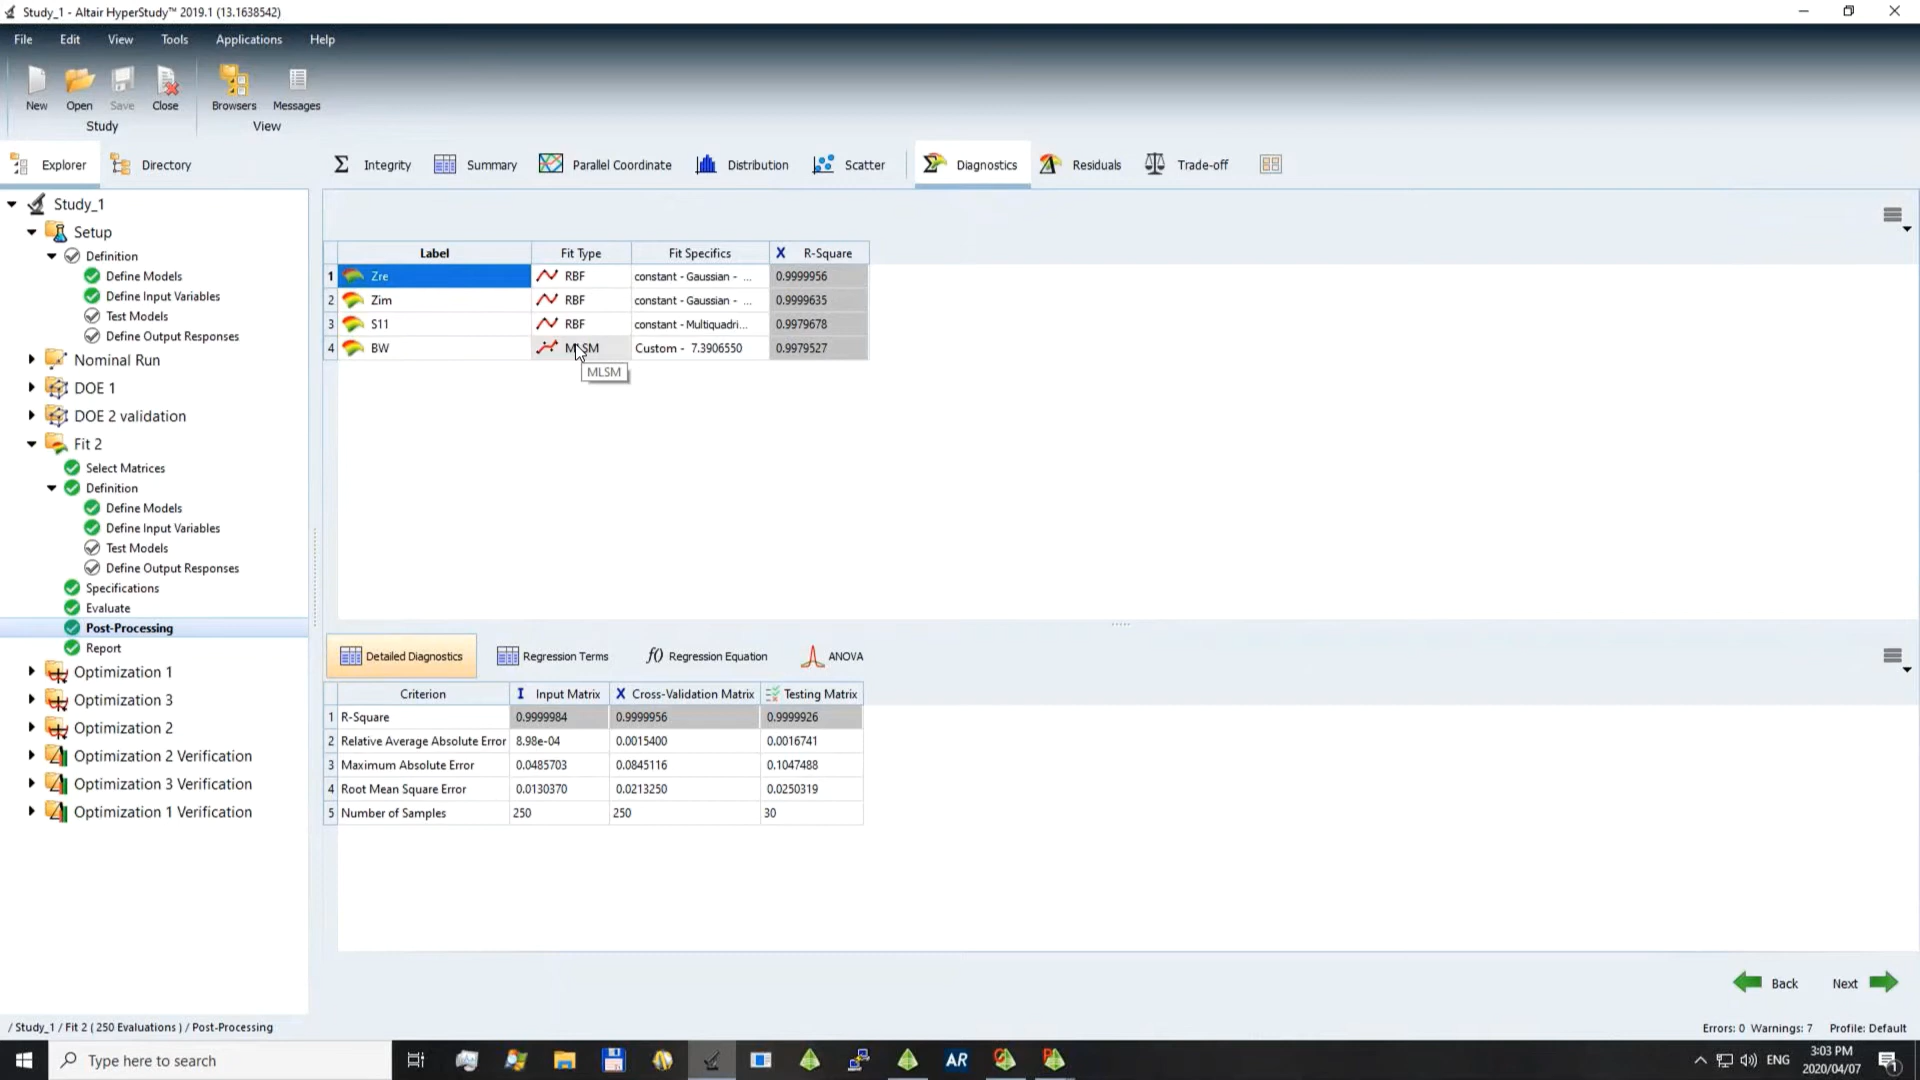 Study_1 - Altair HyperStudy™ 2019.1 (13.1638542)
File Edit View Tools Applications Help
New Open Save Close Browsers Messages
Study View
Explorer Directory Integrity Summary Parallel Coordinate Distribution Scatter Diagnostics Residuals Trade-off
Study_1
Setup
Definition
Define Models
Define Input Variables
Test Models
Define Output Responses
Nominal Run
DOE 1
DOE 2 validation
Fit 2
Select Matrices
Definition
Define Models
Define Input Variables
Test Models
Define Output Responses
Specifications
Evaluate
Post-Processing
Report
Optimization 1
Optimization 3
Optimization 2
Optimization 2 Verification
Optimization 3 Verification
Optimization 1 Verification
Label Fit Type Fit Specifics X R-Square
1 Zre RBF constant - Gaussian - ... 0.9999956
2 Zim RBF constant - Gaussian - ... 0.9999635
3 S11 RBF constant - Multiquadri... 0.9979678
4 BW MLSM Custom - 7.3906550 0.9979527
MLSM
Detailed Diagnostics Regression Terms f() Regression Equation ANOVA
Criterion I Input Matrix X Cross-Validation Matrix Testing Matrix
1 R-Square 0.9999984 0.9999956 0.9999926
2 Relative Average Absolute Error 8.98e-04 0.0015400 0.0016741
3 Maximum Absolute Error 0.0485703 0.0845116 0.1047488
4 Root Mean Square Error 0.0130370 0.0213250 0.0250319
5 Number of Samples 250 250 30
Back Next
/ Study_1 / Fit 2 ( 250 Evaluations ) / Post-Processing Errors: 0 Warnings: 7 Profile: Default
Type here to search AR ENG 3:03 PM
2020/04/07 1